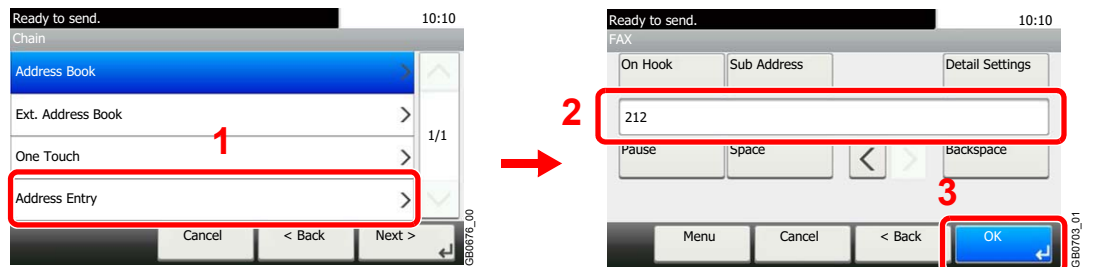 Ready to send. 10:10
Chain
Address Book
Ext. Address Book
1/1
One Touch
1
Address Entry
Cancel < Back Next >
GB0676_00
Ready to send. 10:10
FAX
On Hook Sub Address Detail Settings
2
212
Pause Space Backspace
3
Menu Cancel < Back OK
GB0703_01